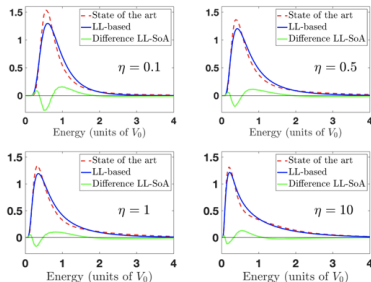 1.5
1
0.5
0
State of the art
LL-based
Difference LL-SoA
η = 0.1
0 1 2 3 4
Energy (units of V₀)
1.5
1
0.5
0
State of the art
LL-based
Difference LL-SoA
η = 0.5
0 1 2 3 4
Energy (units of V₀)
1.5
1
0.5
0
State of the art
LL-based
Difference LL-SoA
η = 1
0 1 2 3 4
Energy (units of V₀)
1.5
1
0.5
0
State of the art
LL-based
Difference LL-SoA
η = 10
0 1 2 3 4
Energy (units of V₀)